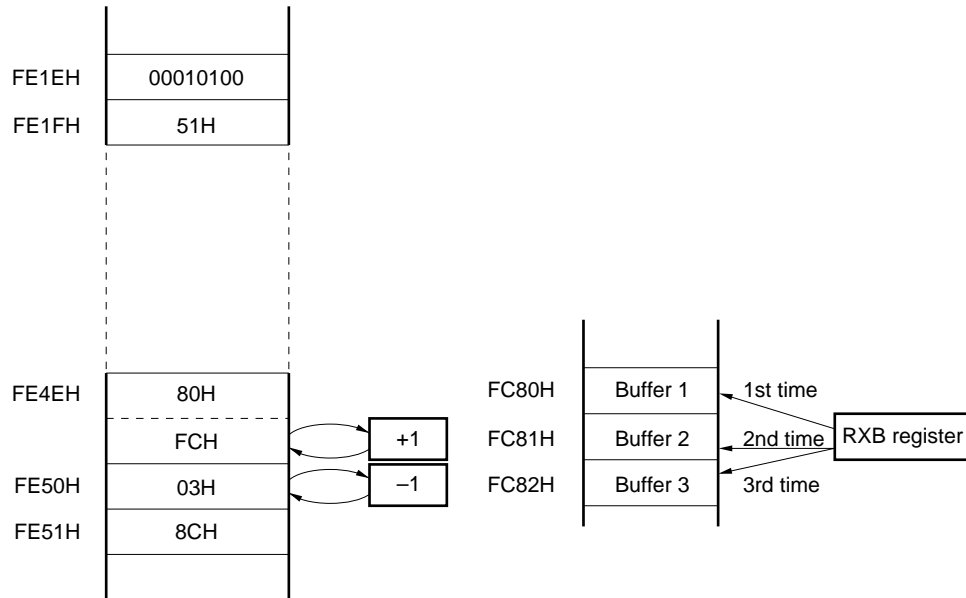 FE1EH 00010100
FE1FH 51H
FE4EH 80H
FCH +1
FE50H 03H –1
FE51H 8CH
FC80H Buffer 1 1st time
FC81H Buffer 2 2nd time RXB register
FC82H Buffer 3 3rd time